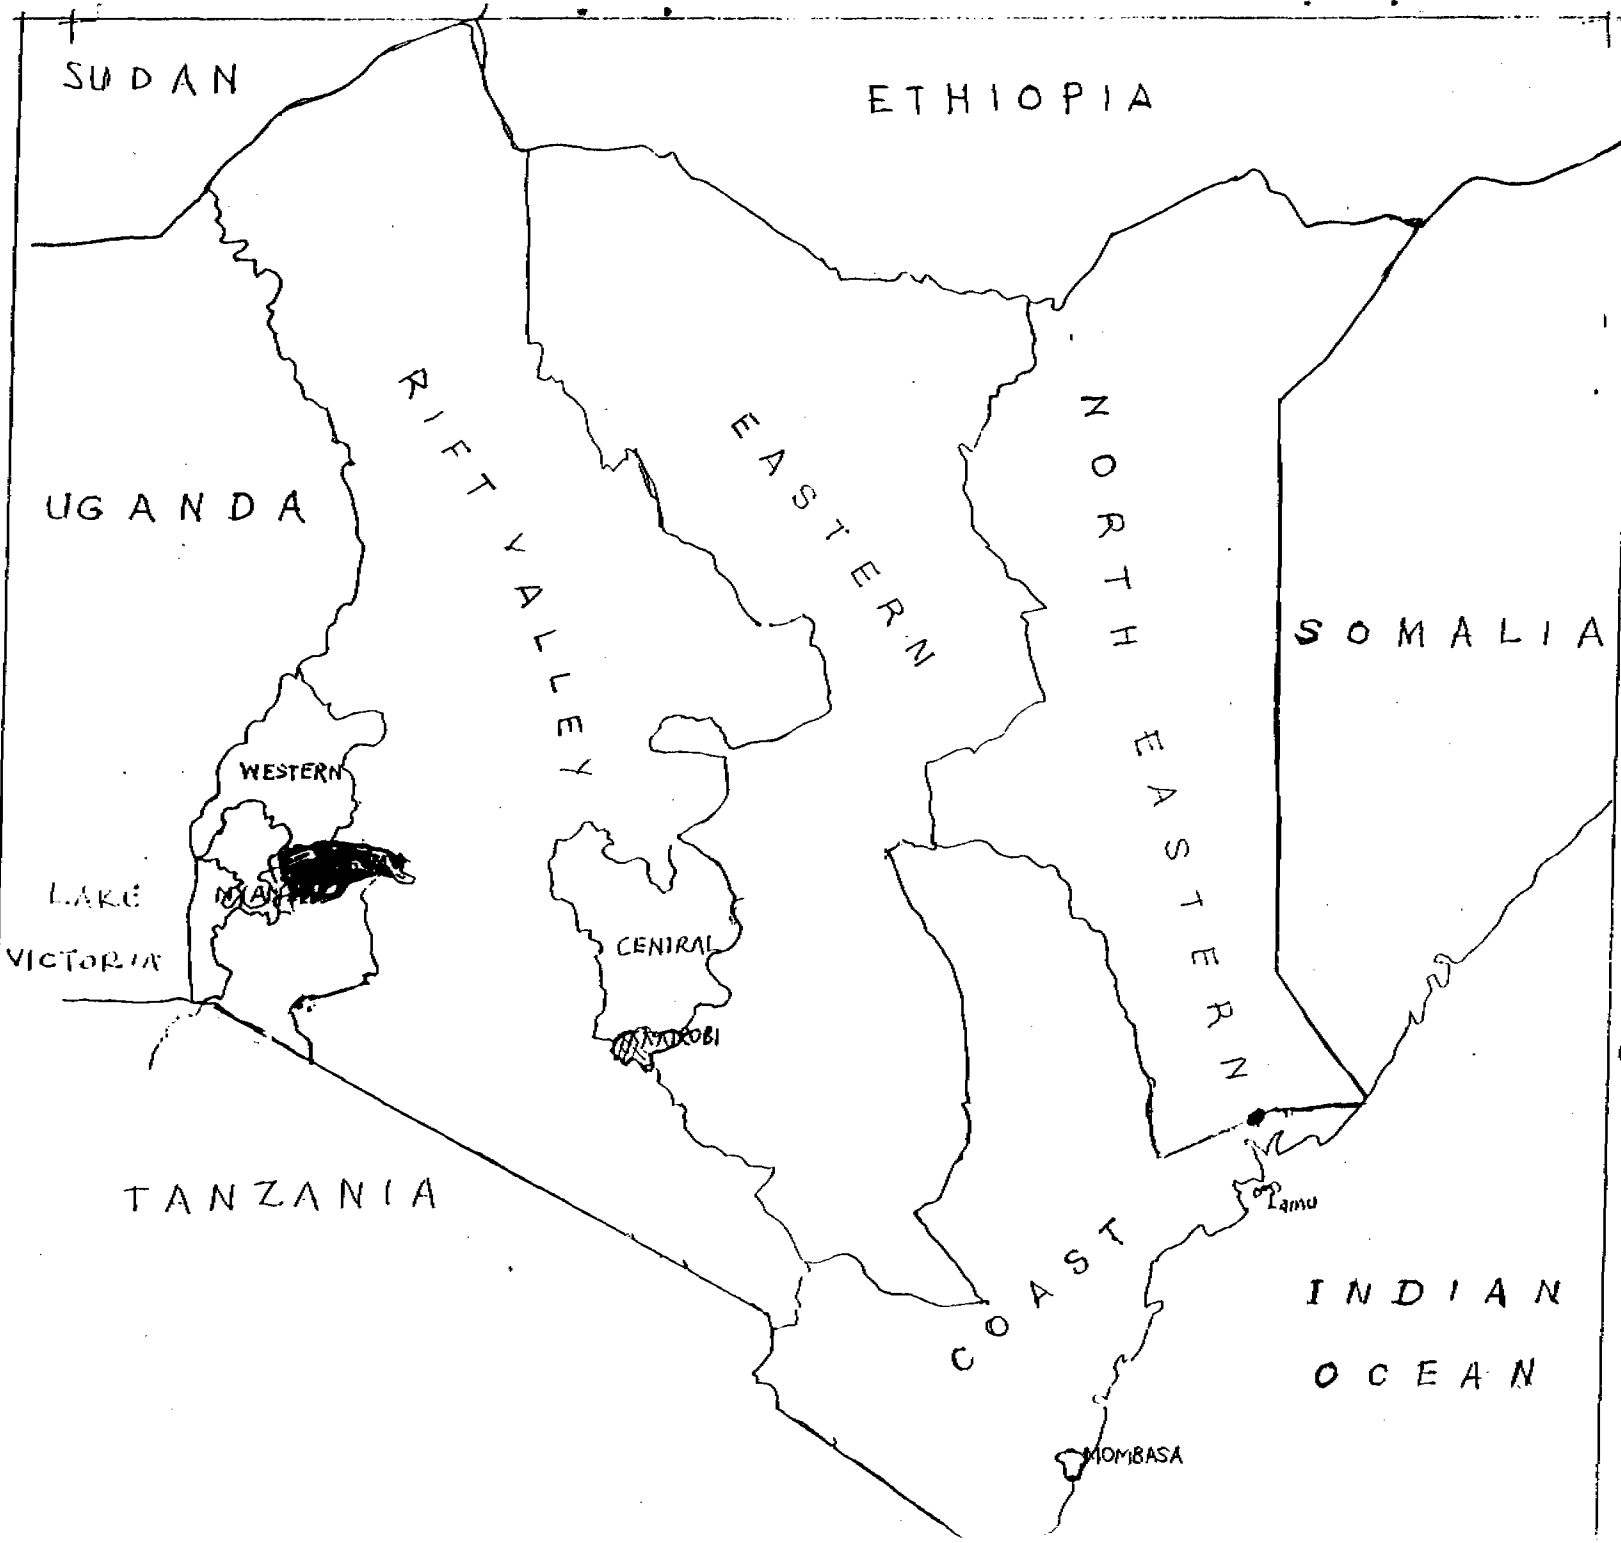 SUDAN
ETHIOPIA
RIFT VALLEY
EASTERN
NORTH EASTERN
UGANDA
SOMALIA
WESTERN
LAKE
VICTORIA
CENIRAL
NAIROBI
TANZANIA
Lamu
COAST
INDIAN
OCEAN
MOMBASA